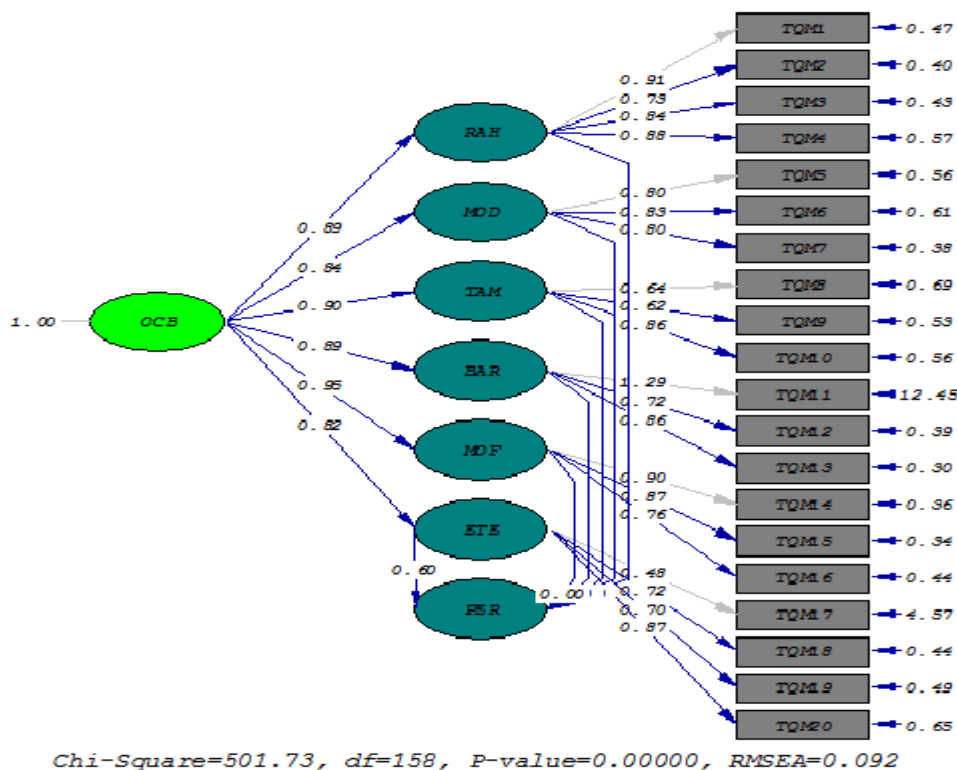 TQM1 0.47
TQM2 0.40
0.91
0.73
TQM3 0.43
0.84
RAH
0.88
TQM4 0.57
TQM5 0.56
0.80
MOD
0.83
TQM6 0.61
0.89
0.80
TQM7 0.38
0.84
TQM8 0.69
TAM
0.64
0.62
0.90
1.00
OCB
TQM9 0.53
0.86
0.89
TQM10 0.56
BAR
1.29
TQM11 12.45
0.95
0.72
0.86
0.82
TQM12 0.39
MOF
TQM13 0.30
0.90
0.87
TQM14 0.36
0.76
ETE
TQM15 0.34
0.60
0.48
TQM16 0.44
0.72
0.00
0.70
TQM17 4.57
0.87
TQM18 0.44
TQM19 0.49
TQM20 0.65
Chi-Square=501.73, df=158, P-value=0.00000, RMSEA=0.092